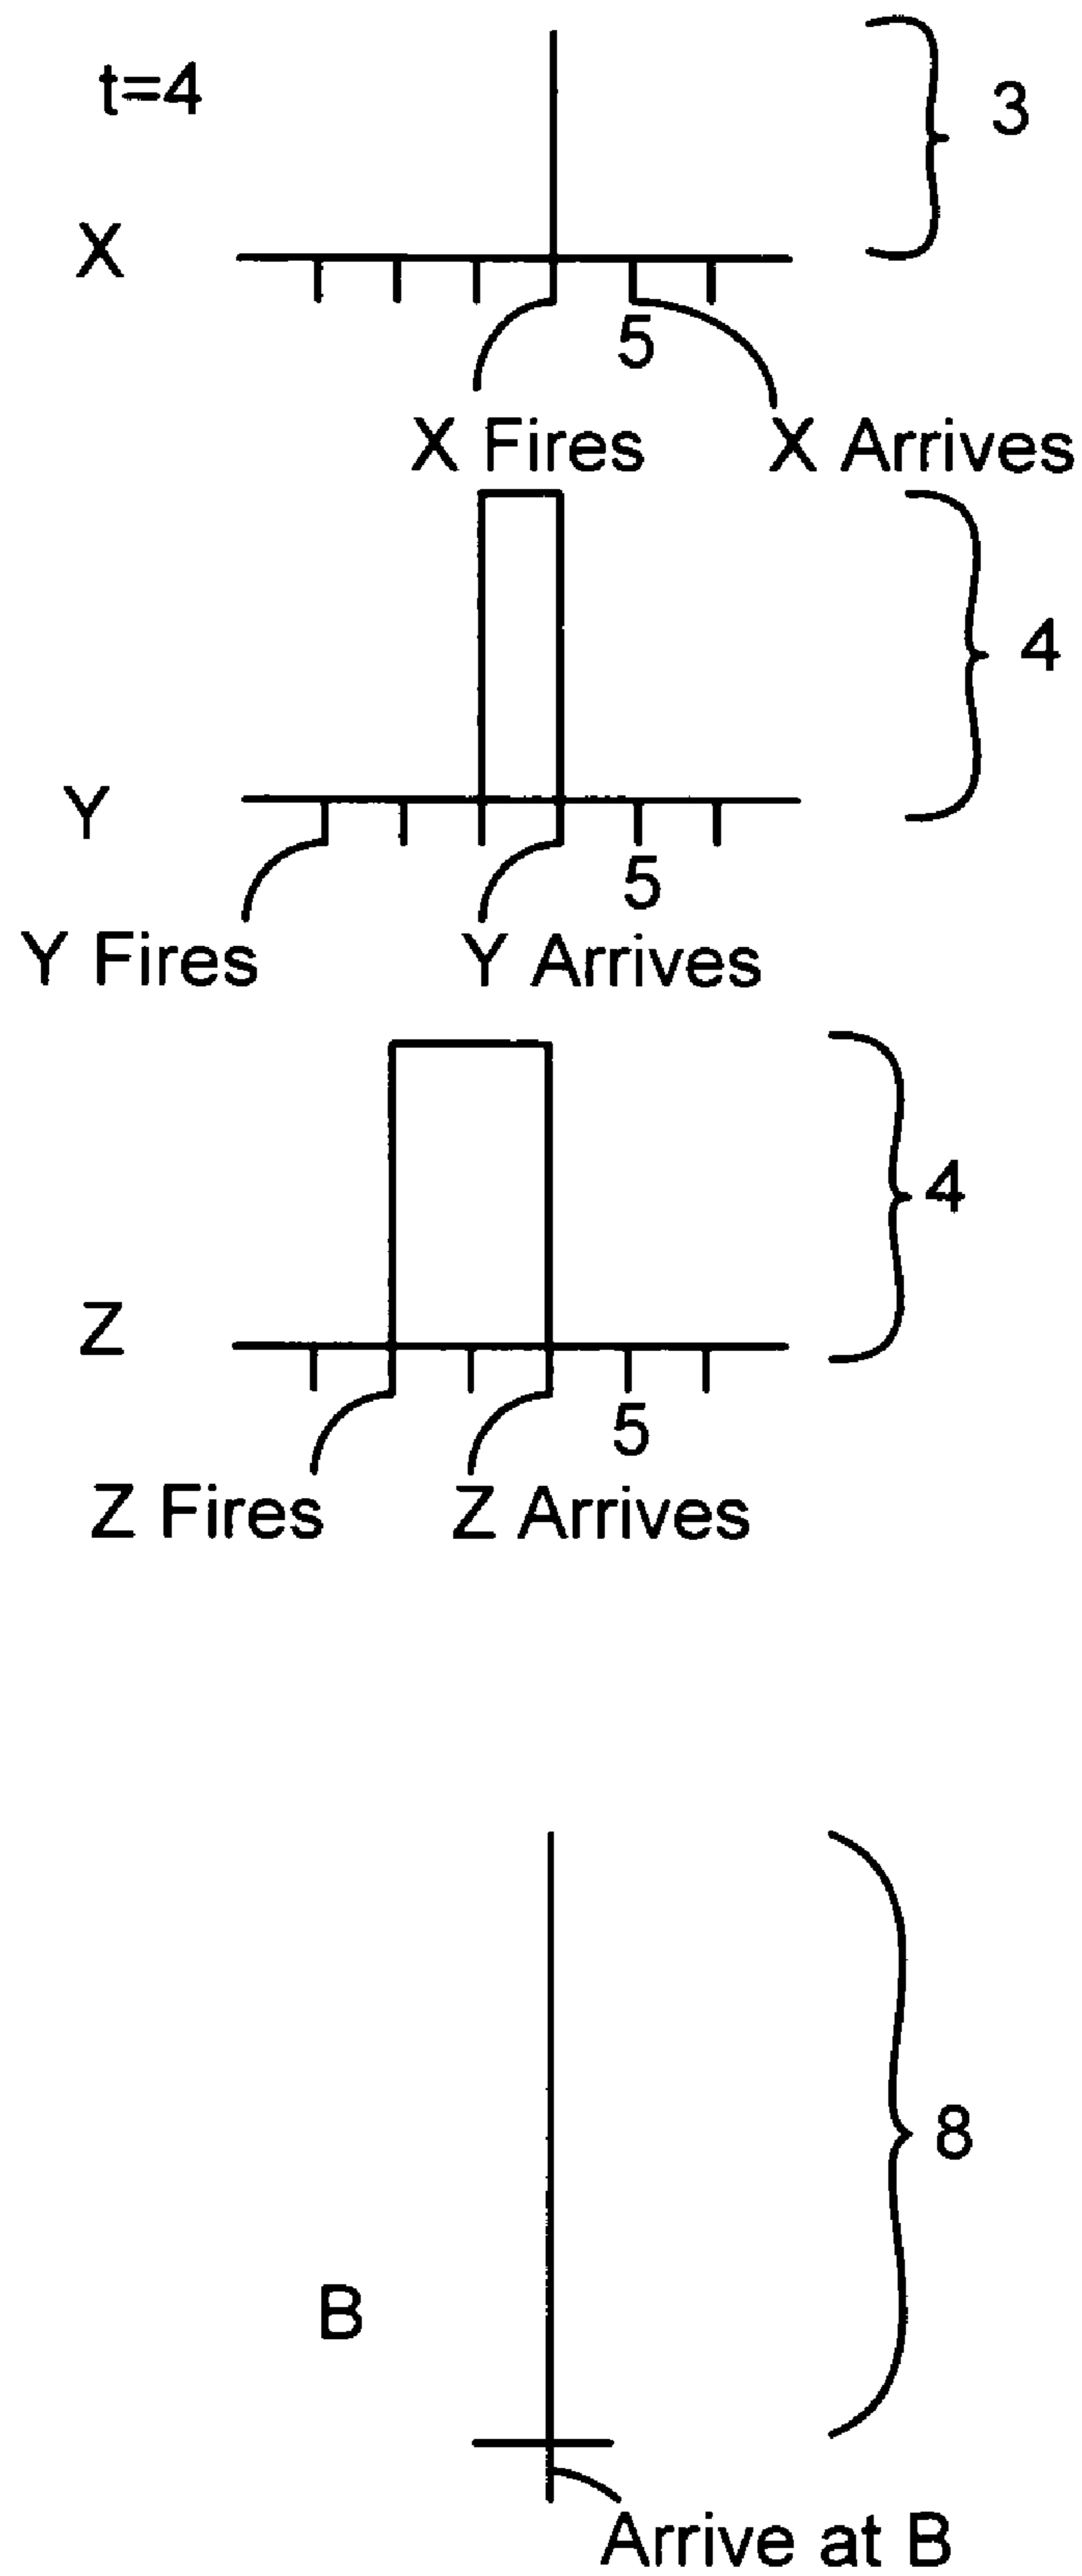 t=4
3
X
5
X Fires
X Arrives
4
Y
5
Y Fires
Y Arrives
4
Z
5
Z Fires
Z Arrives
8
B
Arrive at B